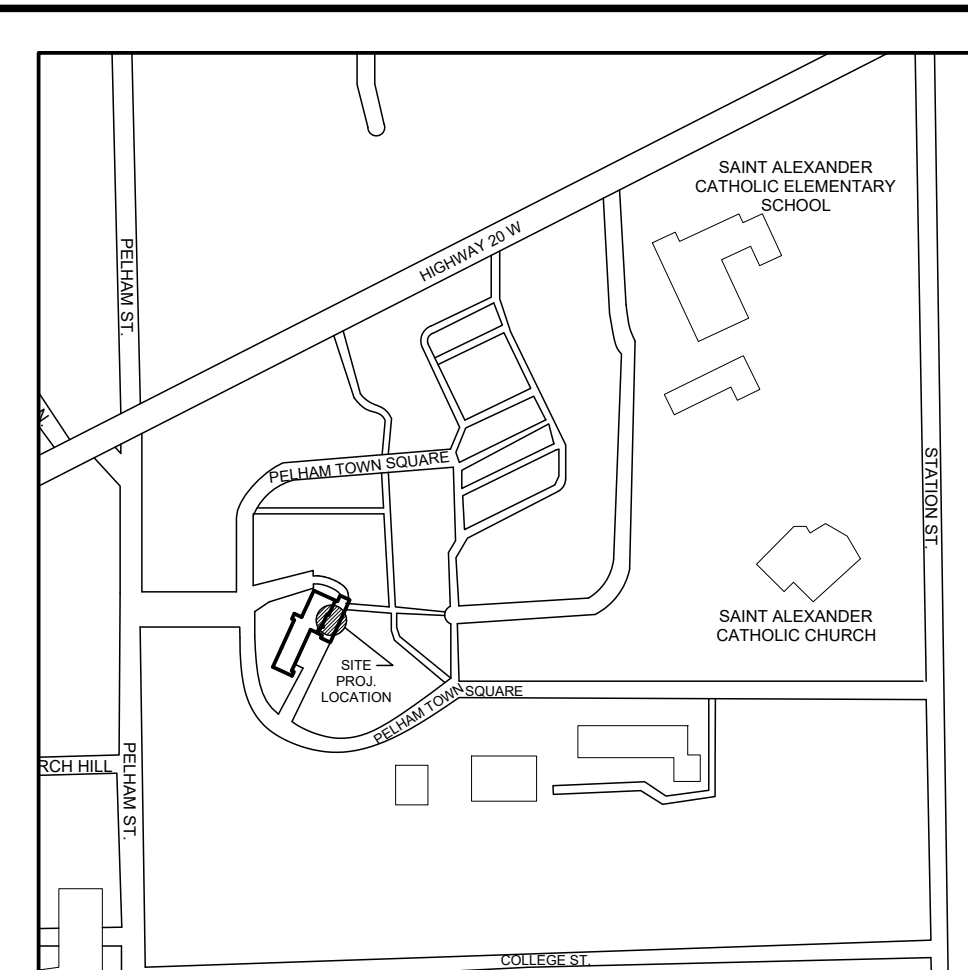 SAINT ALEXANDER
CATHOLIC ELEMENTARY
SCHOOL
HIGHWAY 20 W
PELHAM ST.
PELHAM TOWN SQUARE
STATION ST.
SAINT ALEXANDER
CATHOLIC CHURCH
SITE
PROJ.
LOCATION
PELHAM TOWN SQUARE
RCH HILL
PELHAM ST.
COLLEGE ST.